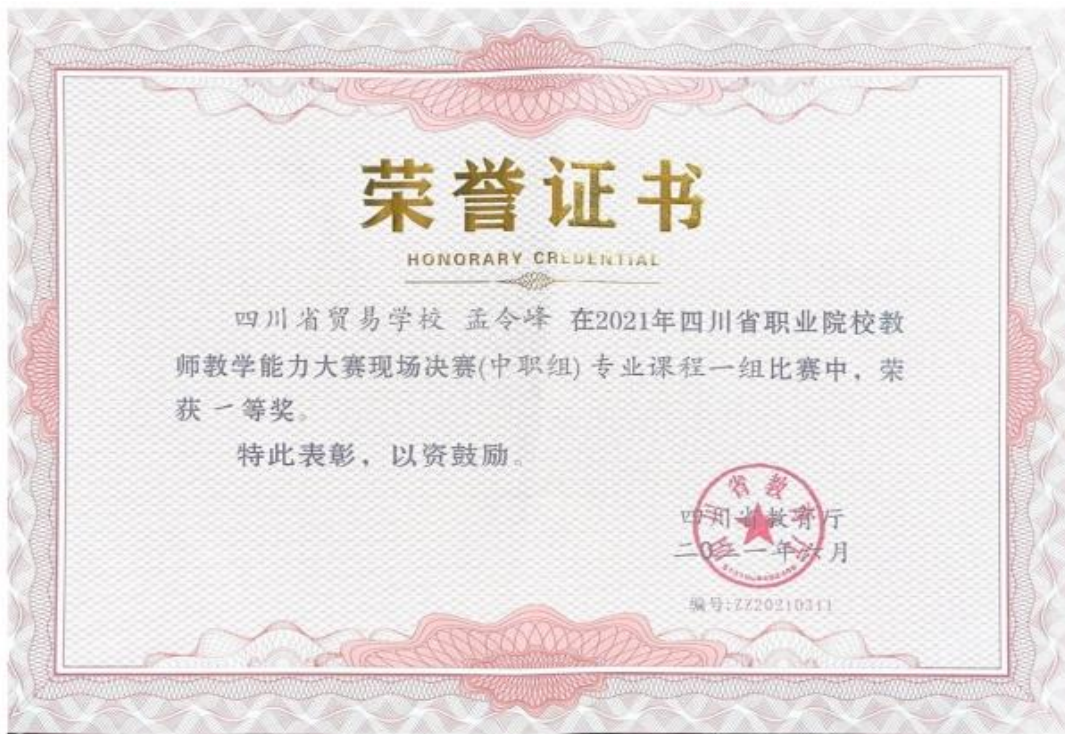 荣誉证书
HONORARY CREDENTIAL
四川省贸易学校 孟令峰 在2021年四川省职业院校教
师教学能力大赛现场决赛(中职组) 专业课程一组比赛中，荣
获 一等奖。
特此表彰，以资鼓励。
四川省教育厅
二〇二一年六月
编号:ZZ20210311